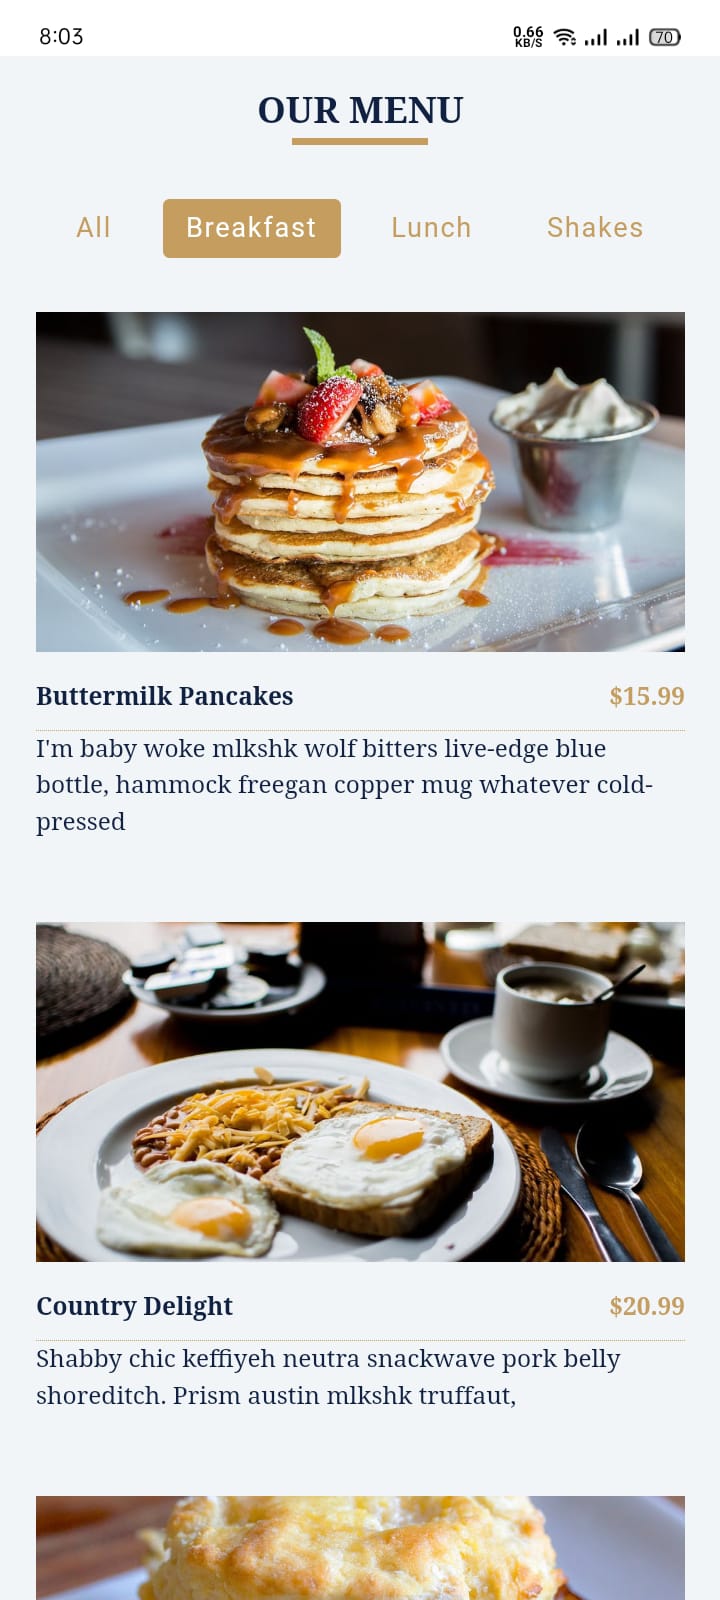 8:03
0.66
KB/S
70
OUR MENU
All Breakfast Lunch Shakes
Buttermilk Pancakes $15.99
I'm baby woke mlkshk wolf bitters live-edge blue
bottle, hammock freegan copper mug whatever cold-
pressed
Country Delight $20.99
Shabby chic keffiyeh neutra snackwave pork belly
shoreditch. Prism austin mlkshk truffaut,